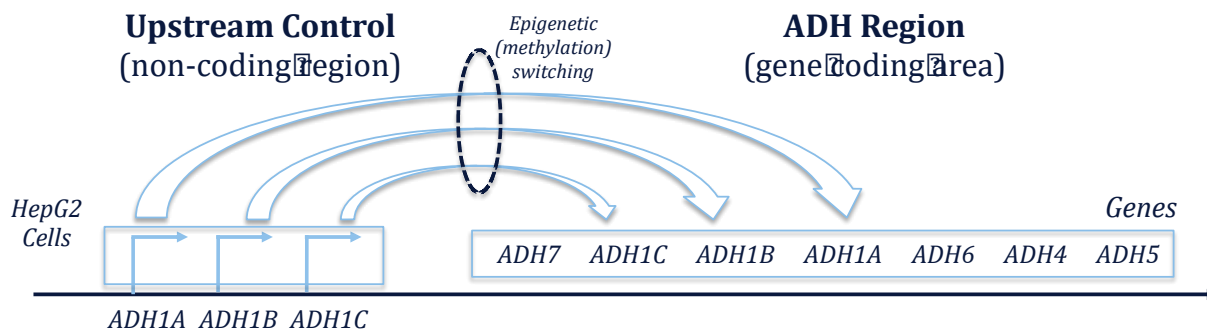 Upstream Control
(non-coding region)
Epigenetic
(methylation)
switching
ADH Region
(gene coding area)
HepG2
Cells
Genes
ADH7 ADH1C ADH1B ADH1A ADH6 ADH4 ADH5
ADH1A ADH1B ADH1C